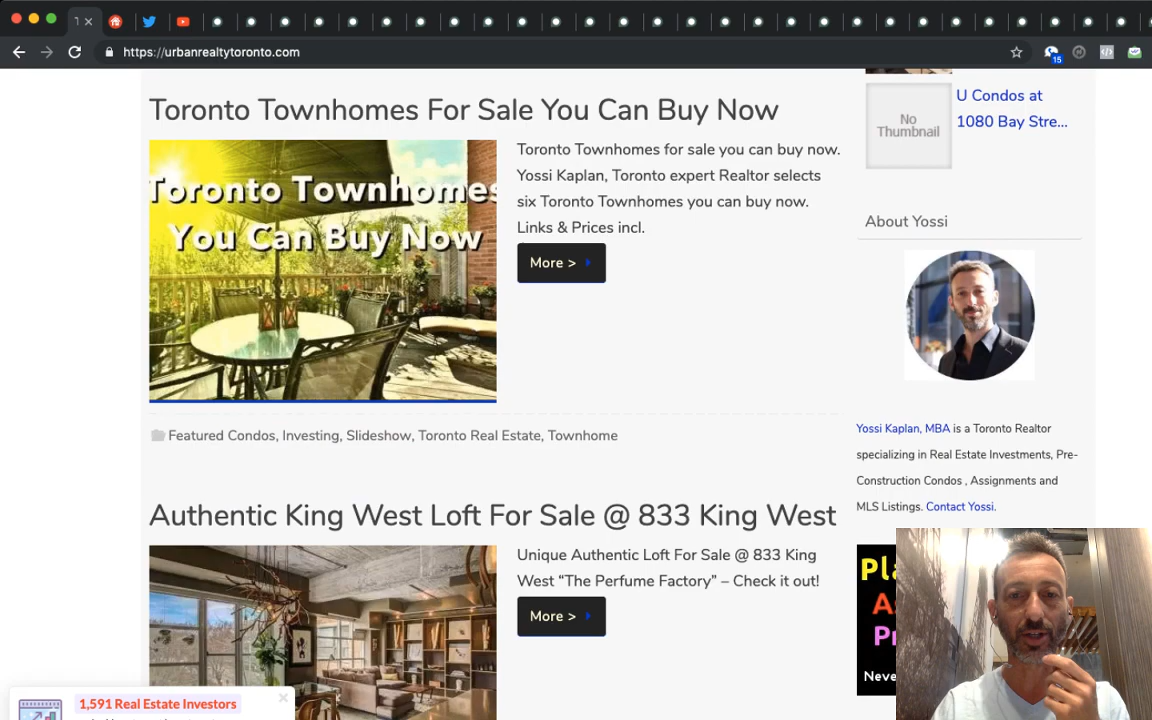 https://urbanrealtytoronto.com
15
Toronto Townhomes For Sale You Can Buy Now
Toronto Townhomes
You Can Buy Now
Toronto Townhomes for sale you can buy now.
Yossi Kaplan, Toronto expert Realtor selects
six Toronto Townhomes you can buy now.
Links & Prices incl.
More >
Featured Condos, Investing, Slideshow, Toronto Real Estate, Townhome
Authentic King West Loft For Sale @ 833 King West
Unique Authentic Loft For Sale @ 833 King
West “The Perfume Factory” – Check it out!
More >
1,591 Real Estate Investors
No
Thumbnail
U Condos at
1080 Bay Stre...
About Yossi
Yossi Kaplan, MBA is a Toronto Realtor
specializing in Real Estate Investments, Pre-
Construction Condos , Assignments and
MLS Listings. Contact Yossi.